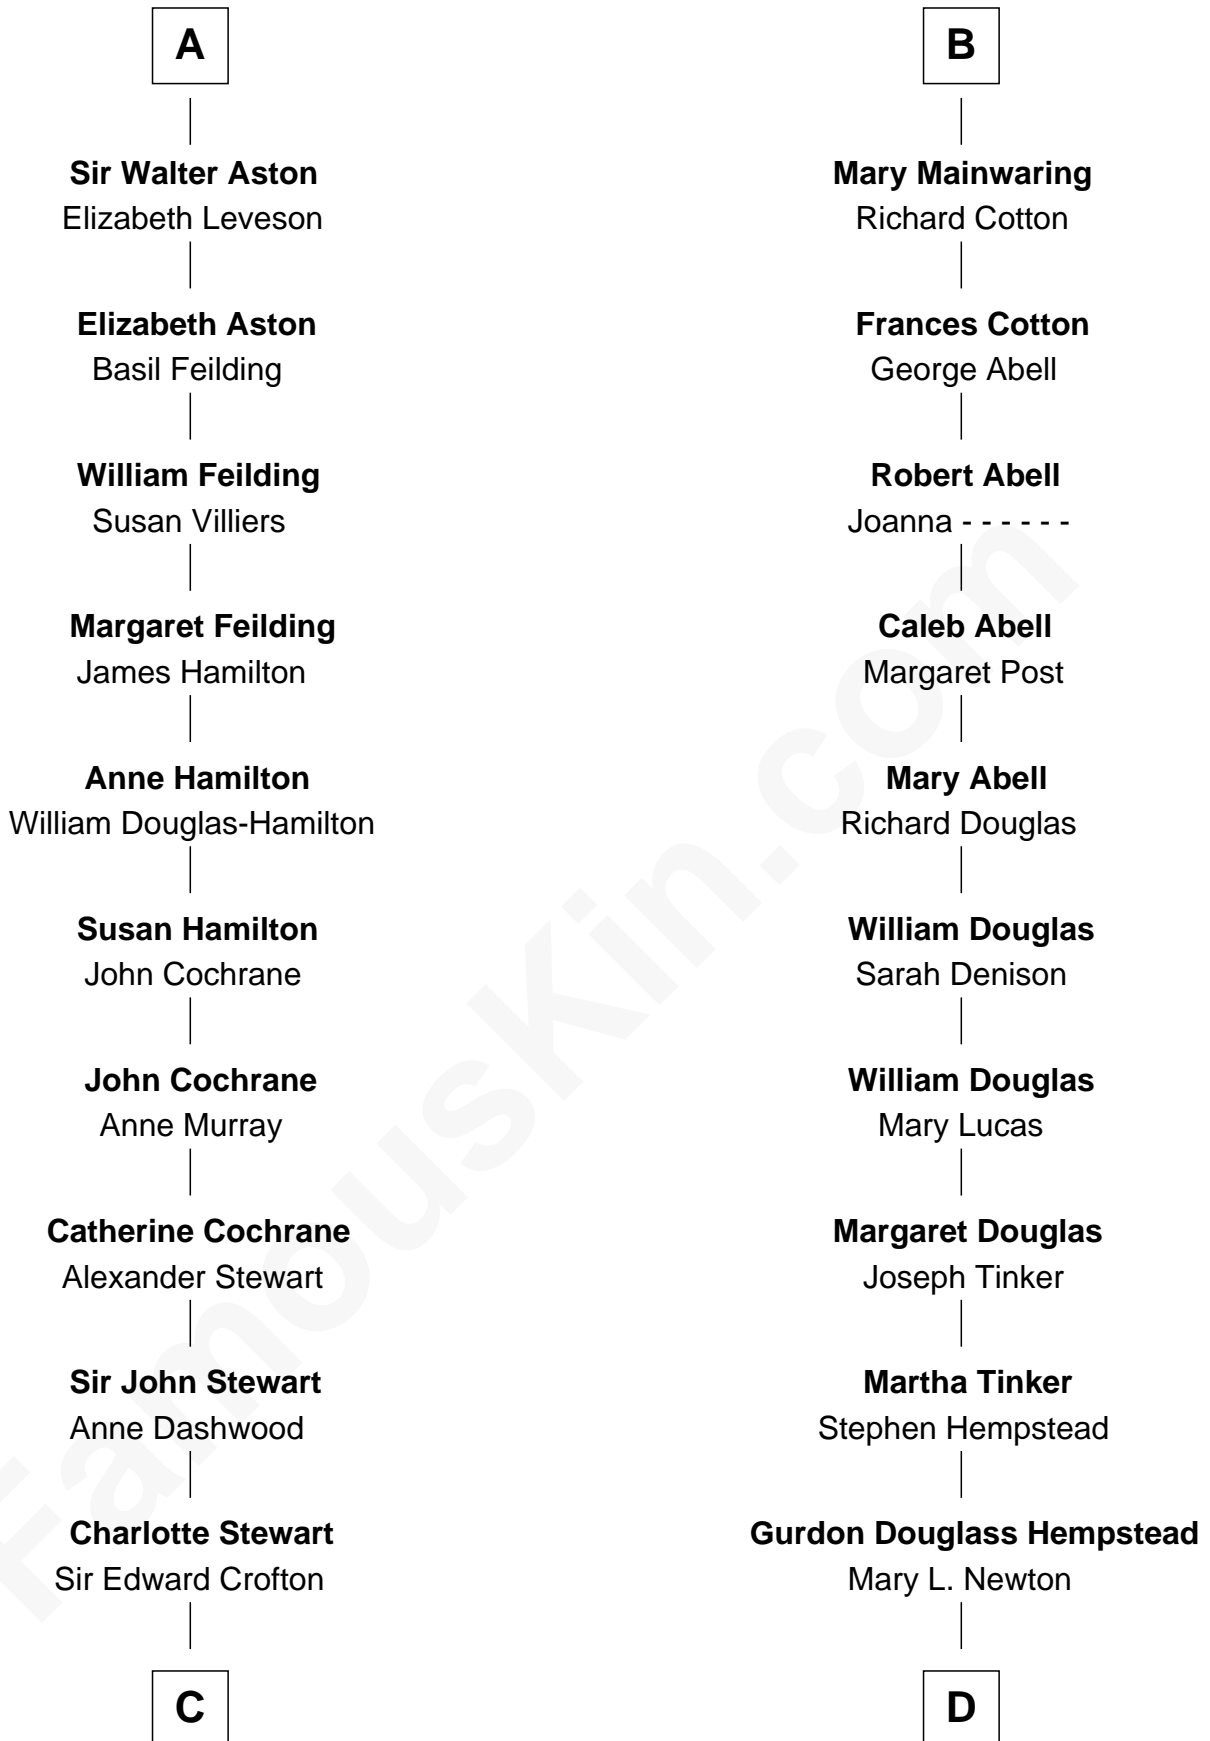 A
Sir Walter Aston
Elizabeth Leveson
Elizabeth Aston
Basil Feilding
William Feilding
Susan Villiers
Margaret Feilding
James Hamilton
Anne Hamilton
William Douglas-Hamilton
Susan Hamilton
John Cochrane
John Cochrane
Anne Murray
Catherine Cochrane
Alexander Stewart
Sir John Stewart
Anne Dashwood
Charlotte Stewart
Sir Edward Crofton
C
B
Mary Mainwaring
Richard Cotton
Frances Cotton
George Abell
Robert Abell
Joanna - - - - - -
Caleb Abell
Margaret Post
Mary Abell
Richard Douglas
William Douglas
Sarah Denison
William Douglas
Mary Lucas
Margaret Douglas
Joseph Tinker
Martha Tinker
Stephen Hempstead
Gurdon Douglass Hempstead
Mary L. Newton
D
FamousKin.com